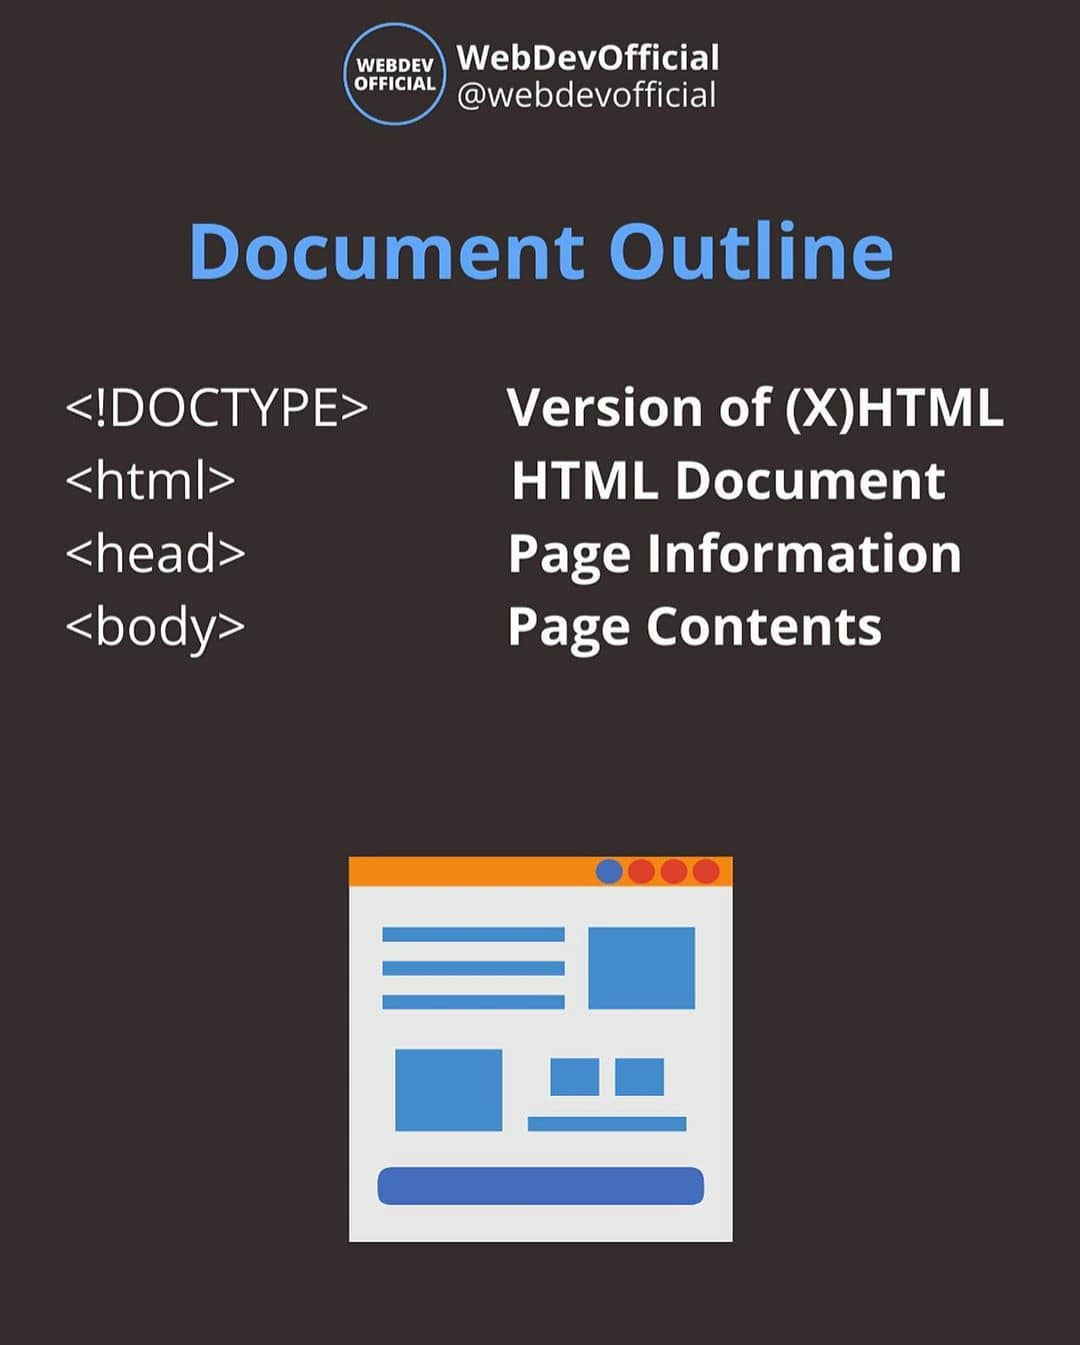 WEBDEV
OFFICIAL
WebDevOfficial
@webdevofficial
Document Outline
<!DOCTYPE> Version of (X)HTML
<html> HTML Document
<head> Page Information
<body> Page Contents